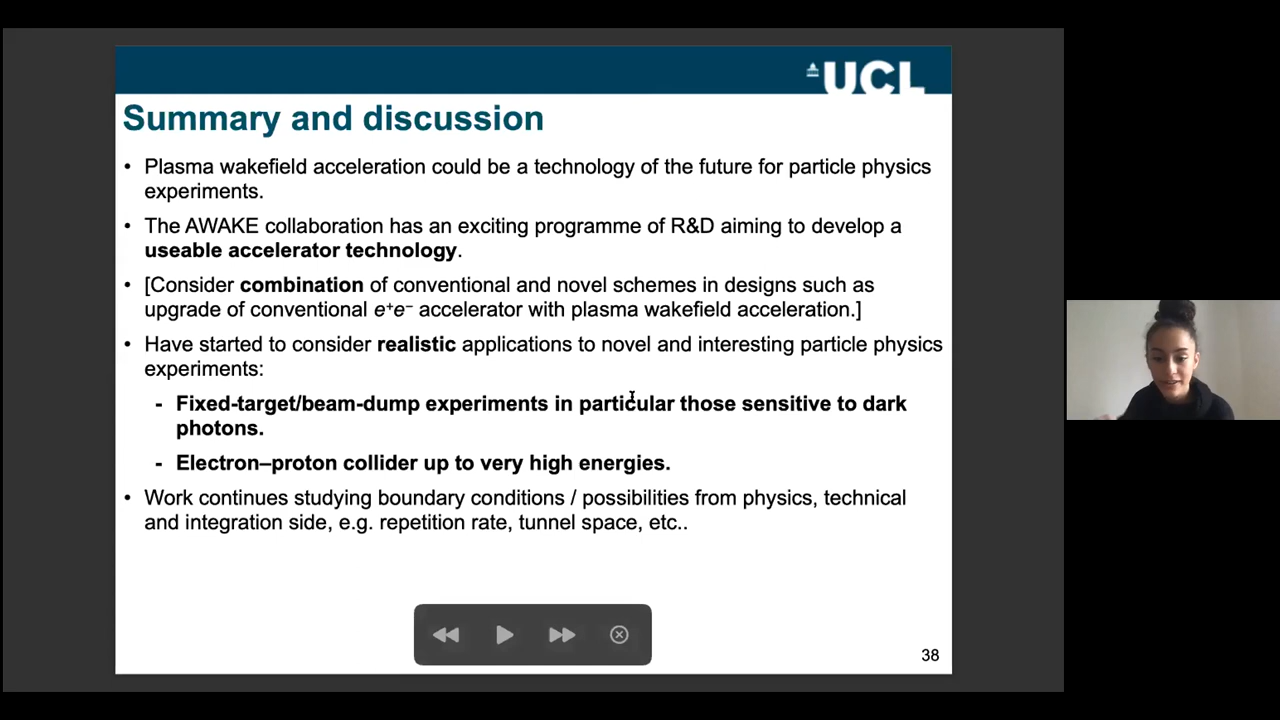 UCL
Summary and discussion
• Plasma wakefield acceleration could be a technology of the future for particle physics
experiments.
• The AWAKE collaboration has an exciting programme of R&D aiming to develop a
useable accelerator technology.
• [Consider combination of conventional and novel schemes in designs such as
upgrade of conventional e⁺e⁻ accelerator with plasma wakefield acceleration.]
• Have started to consider realistic applications to novel and interesting particle physics
experiments:
- Fixed-target/beam-dump experiments in particular those sensitive to dark
photons.
- Electron–proton collider up to very high energies.
• Work continues studying boundary conditions / possibilities from physics, technical
and integration side, e.g. repetition rate, tunnel space, etc..
38